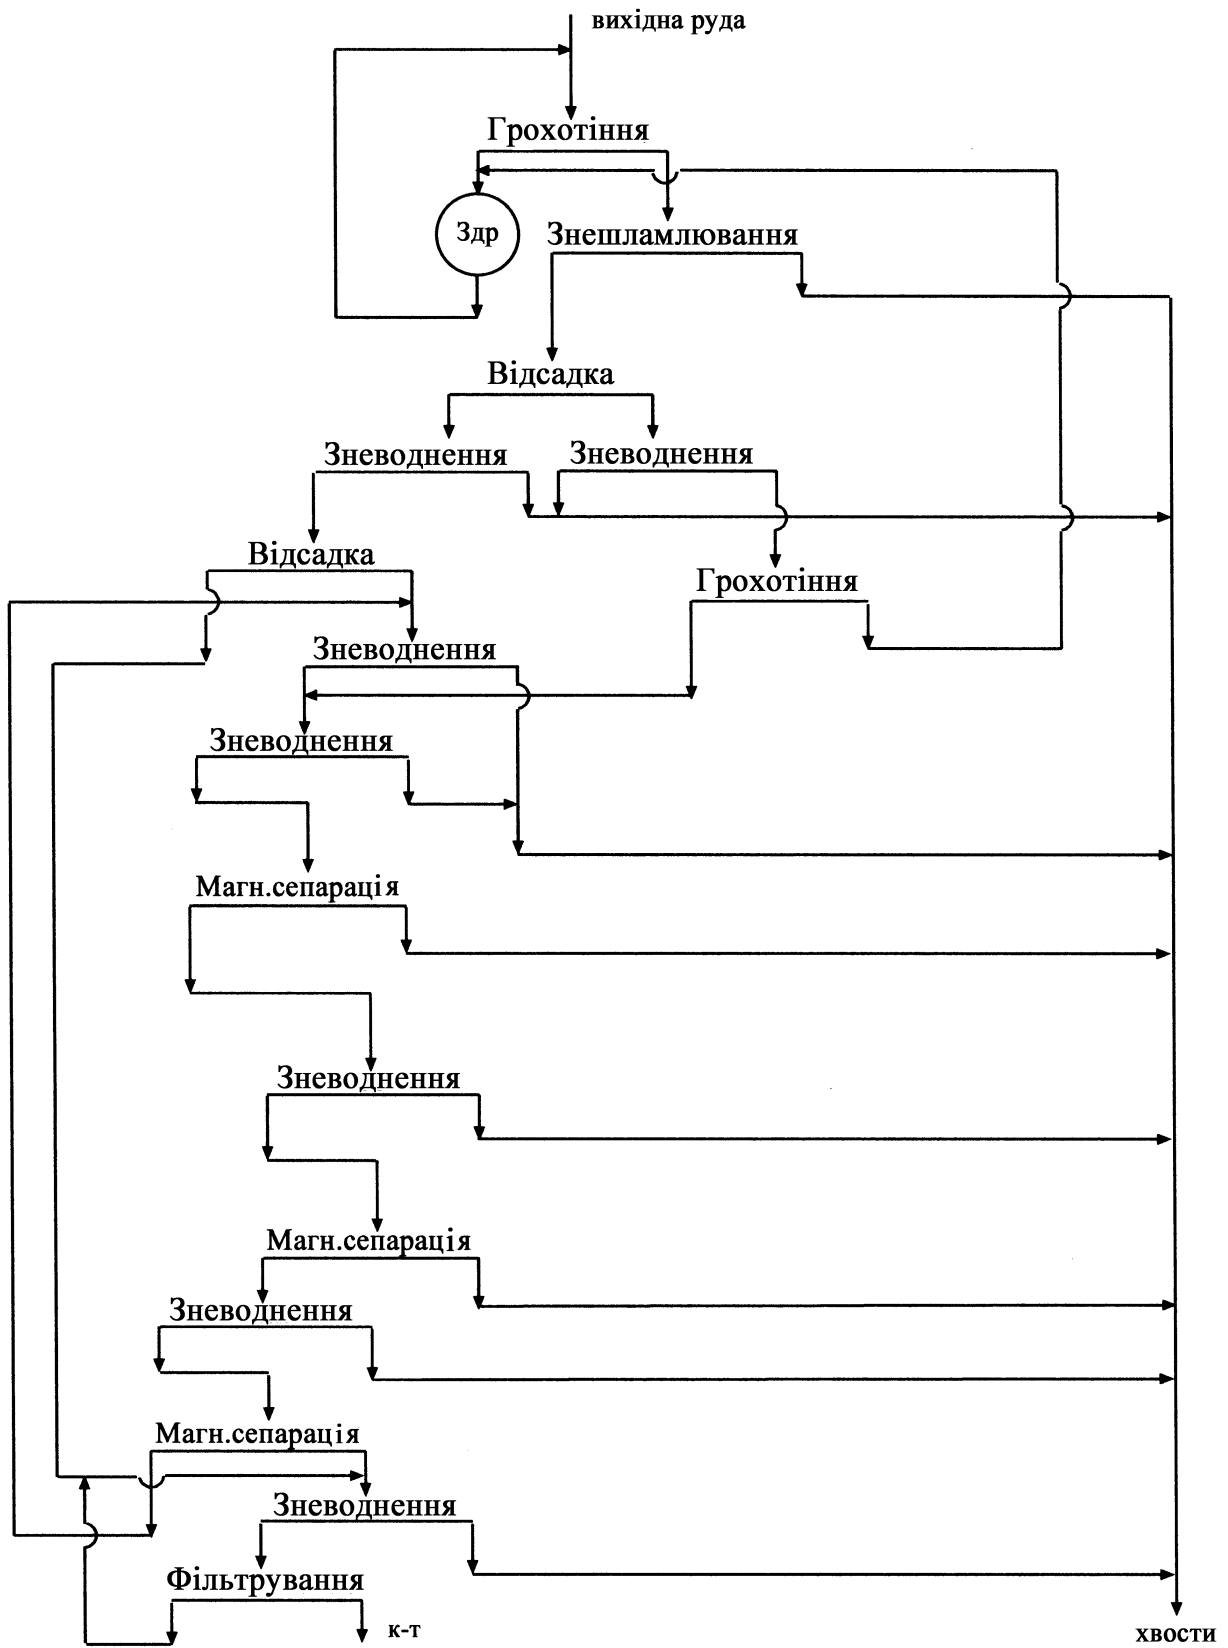 вихідна руда
Грохотіння
Здр
Знешламлювання
Відсадка
Зневоднення
Зневоднення
Відсадка
Грохотіння
Зневоднення
Зневоднення
Магн.сепарація
Зневоднення
Магн.сепарація
Зневоднення
Магн.сепарація
Зневоднення
Фільтрування
к-т
хвости